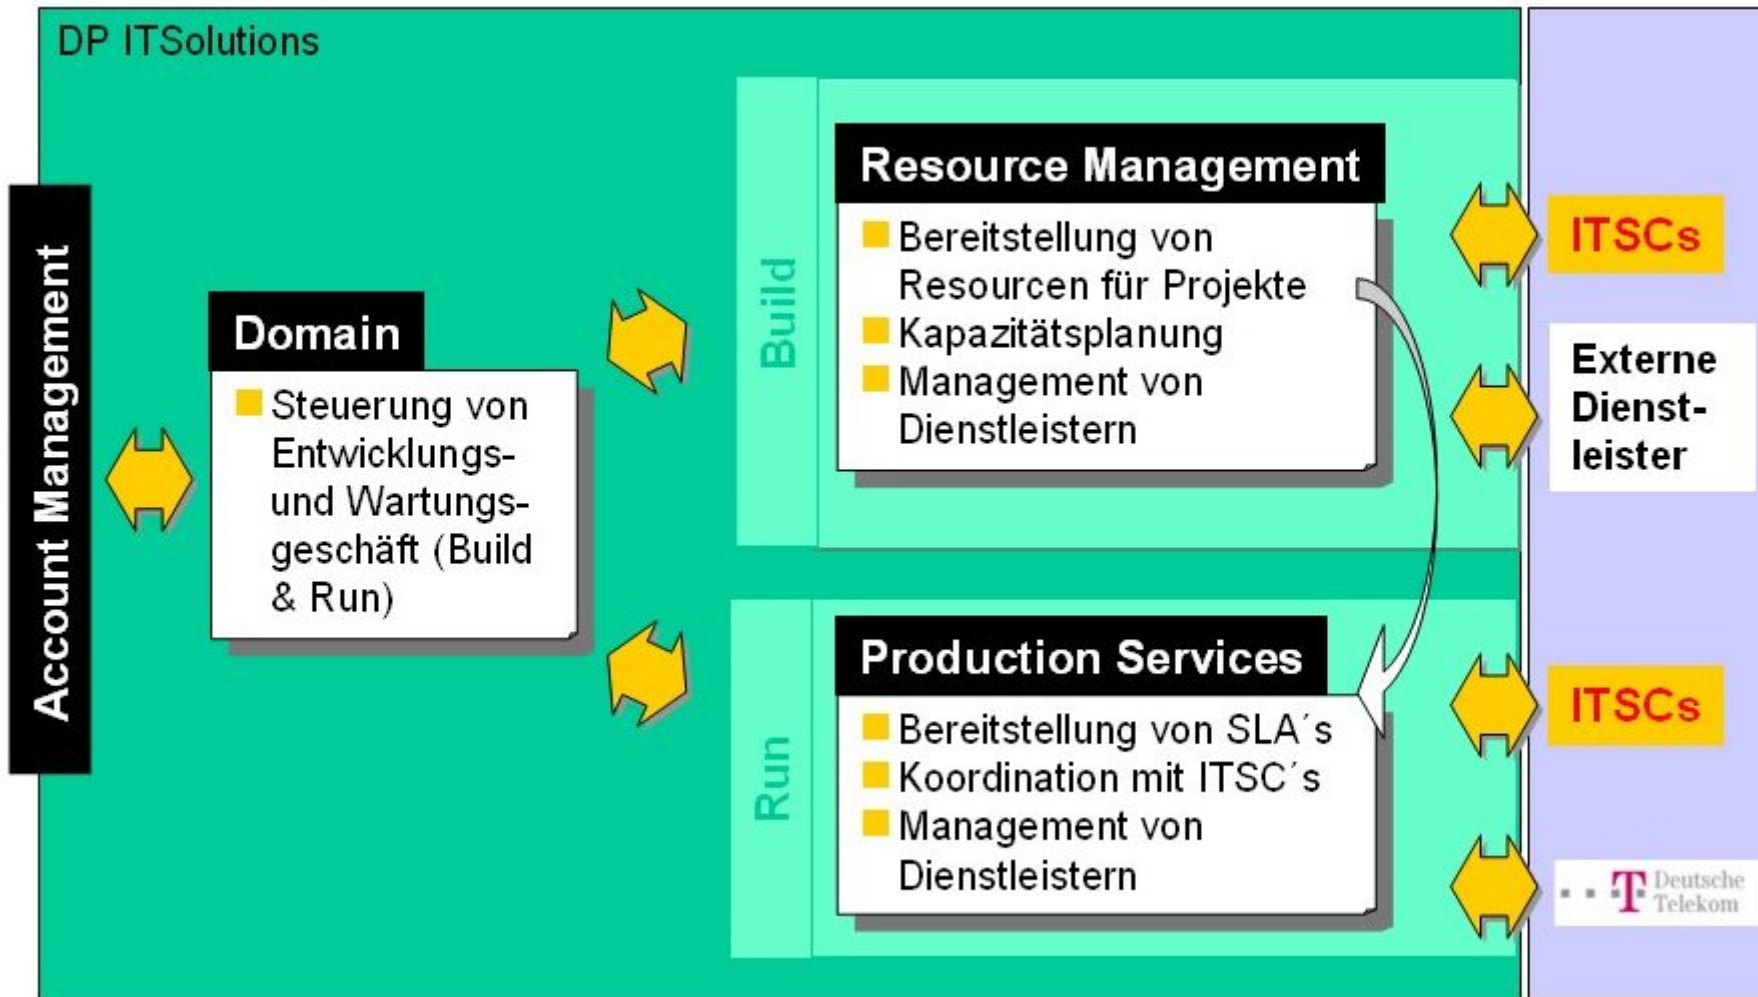 DP ITSolutions
Account Management
Domain
Steuerung von
Entwicklungs-
und Wartungs-
geschäft (Build
& Run)
Build
Resource Management
Bereitstellung von
Resourcen für Projekte
Kapazitätsplanung
Management von
Dienstleistern
ITSCs
Externe
Dienst-
leister
Run
Production Services
Bereitstellung von SLA´s
Koordination mit ITSC´s
Management von
Dienstleistern
ITSCs
T Deutsche
Telekom